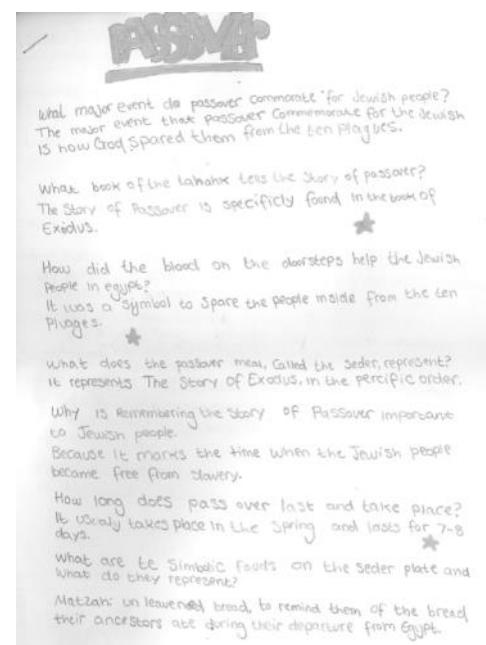 PASSOVER
What major event do passover commorate for Jewish people?
The major event that Passover Commemorate for the Jewish
is how God spared them from the ten plagues.
What book of the tahahx tells the Story of passover?
The Story of Passover is specificly found in the book of
Exodus.
How did the blood on the doorsteps help the Jewish
People in egypt?
It was a symbol to spare the people inside from the ten
Pluages.
what does the passover meal, Called the Seder, represent?
it represents The Story of Exodus, in the percific order.
Why is Remembering the Story of Passover important
to Jewish people.
Because it marks the time when the Jewish people
became free from slavery.
How long does pass over last and take place?
It usualy takes place in the spring and lasts for 7-8
days.
what are te Simbolic foods on the seder plate and
what do they represent?
Matzah: un leavened bread, to remind them of the bread
their ancestors ate during their departure from Egypt.